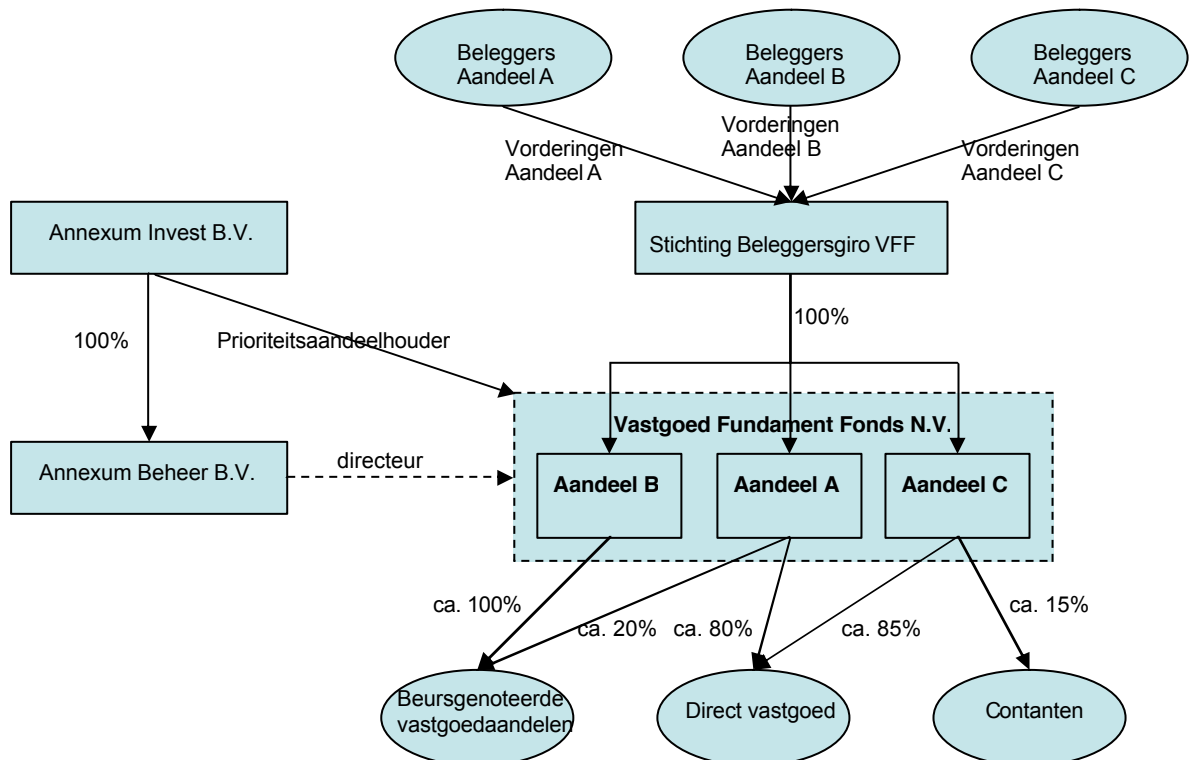 Beleggers
Aandeel A
Beleggers
Aandeel B
Beleggers
Aandeel C
Vorderingen
Aandeel A
Vorderingen
Aandeel B
Vorderingen
Aandeel C
Annexum Invest B.V.
Stichting Beleggersgiro VFF
100%
Prioriteitsaandeelhouder
100%
Vastgoed Fundament Fonds N.V.
Annexum Beheer B.V.
directeur
Aandeel B
Aandeel A
Aandeel C
ca. 100%
ca. 20%
ca. 80%
ca. 85%
ca. 15%
Beursgenoteerde
vastgoedaandelen
Direct vastgoed
Contanten